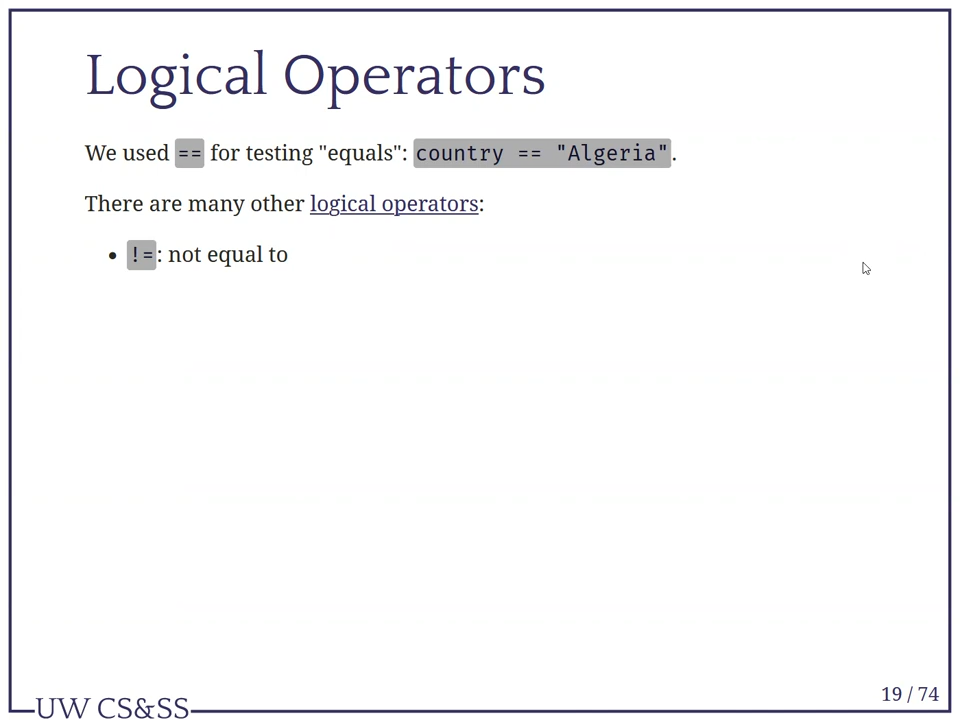 Logical Operators
We used == for testing "equals": country == "Algeria".
There are many other logical operators:
• !=: not equal to
19 / 74
UW CS&SS